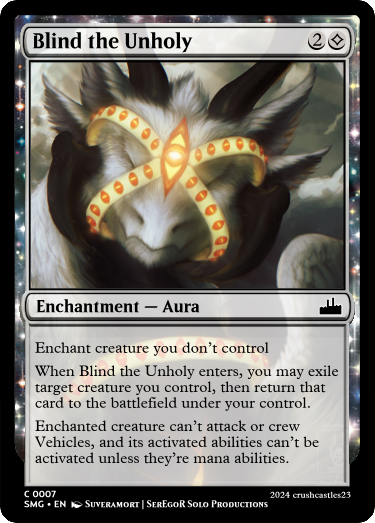 Blind the Unholy 2
Enchantment — Aura
Enchant creature you don't control
When Blind the Unholy enters, you may exile
target creature you control, then return that
card to the battlefield under your control.
Enchanted creature can't attack or crew
Vehicles, and its activated abilities can't be
activated unless they're mana abilities.
C 0007
2024 crushcastles23
SMG • EN Suveramort | SerEgoR Solo Productions